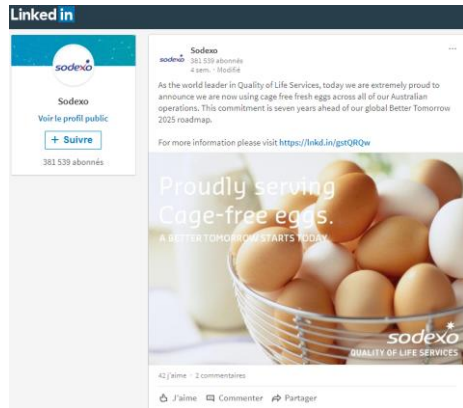 Linked in
sodexo
Sodexo
Voir le profil public
+ Suivre
381 539 abonnés
sodexo
Sodexo
381 539 abonnés
4 sem. · Modifié
As the world leader in Quality of Life Services, today we are extremely proud to
announce we are now using cage free fresh eggs across all of our Australian
operations. This commitment is seven years ahead of our global Better Tomorrow
2025 roadmap.
For more information please visit https://lnkd.in/gstQRQw
Proudly serving
Cage-free eggs.
A BETTER TOMORROW STARTS TODAY
sodexo
QUALITY OF LIFE SERVICES
42 j'aime · 2 commentaires
J'aime Commenter Partager